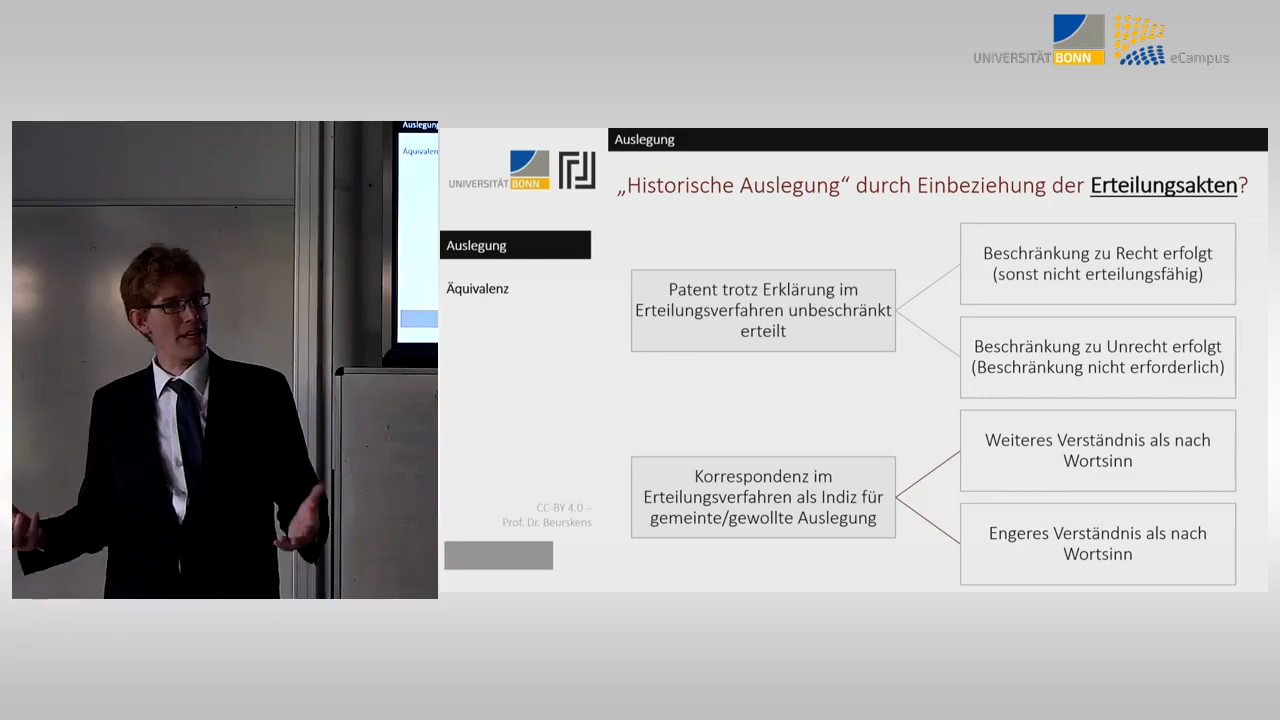 UNIVERSITÄT BONN eCampus
Auslegung
Äquivalenz
UNIVERSITÄT BONN
Auslegung
Äquivalenz
CC-BY 4.0 –
Prof. Dr. Beurskens
Auslegung
„Historische Auslegung“ durch Einbeziehung der Erteilungsakten?
Patent trotz Erklärung im
Erteilungsverfahren unbeschränkt
erteilt
Beschränkung zu Recht erfolgt
(sonst nicht erteilungsfähig)
Beschränkung zu Unrecht erfolgt
(Beschränkung nicht erforderlich)
Korrespondenz im
Erteilungsverfahren als Indiz für
gemeinte/gewollte Auslegung
Weiteres Verständnis als nach
Wortsinn
Engeres Verständnis als nach
Wortsinn